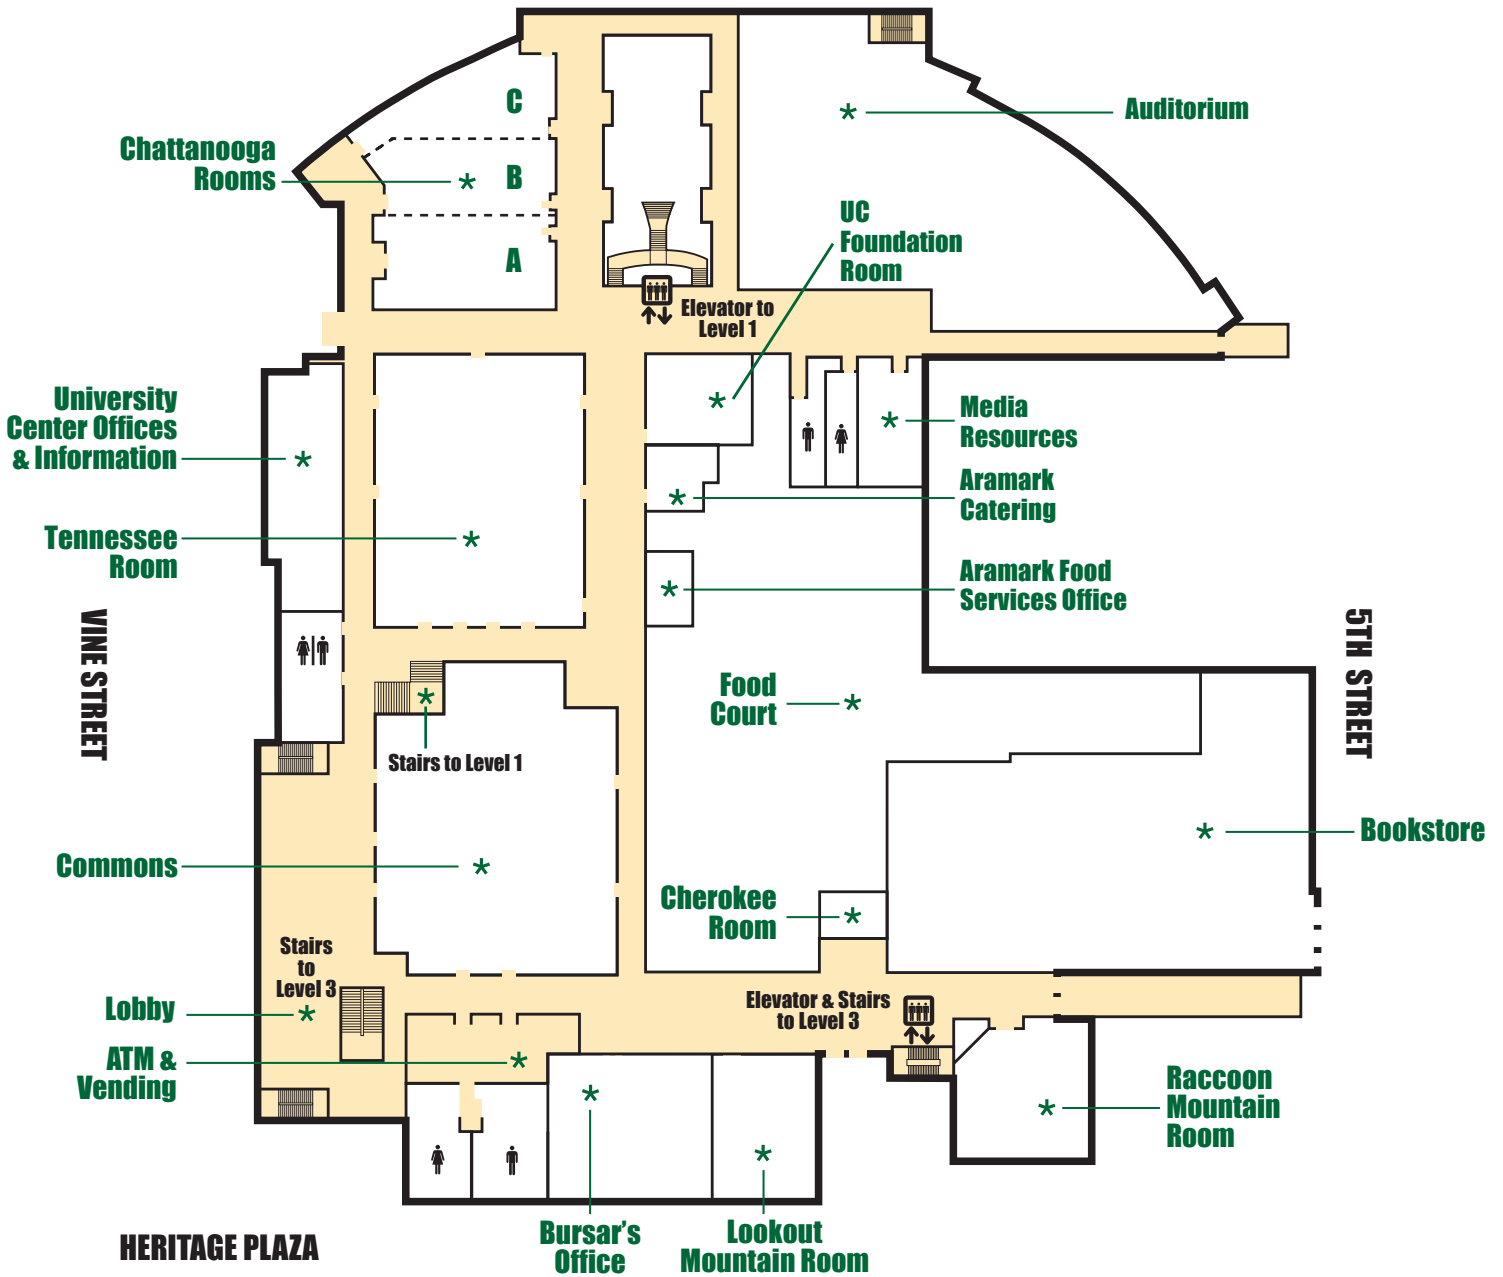 C
Auditorium
Chattanooga
Rooms
B
A
UC
Foundation
Room
Elevator to
Level 1
University
Center Offices
& Information
Media
Resources
Aramark
Catering
Tennessee
Room
Aramark Food
Services Office
VINE STREET
5TH STREET
Food
Court
Stairs to Level 1
Bookstore
Commons
Cherokee
Room
Stairs
to
Level 3
Lobby
Elevator & Stairs
to Level 3
ATM &
Vending
Raccoon
Mountain
Room
Bursar's
Office
Lookout
Mountain Room
HERITAGE PLAZA